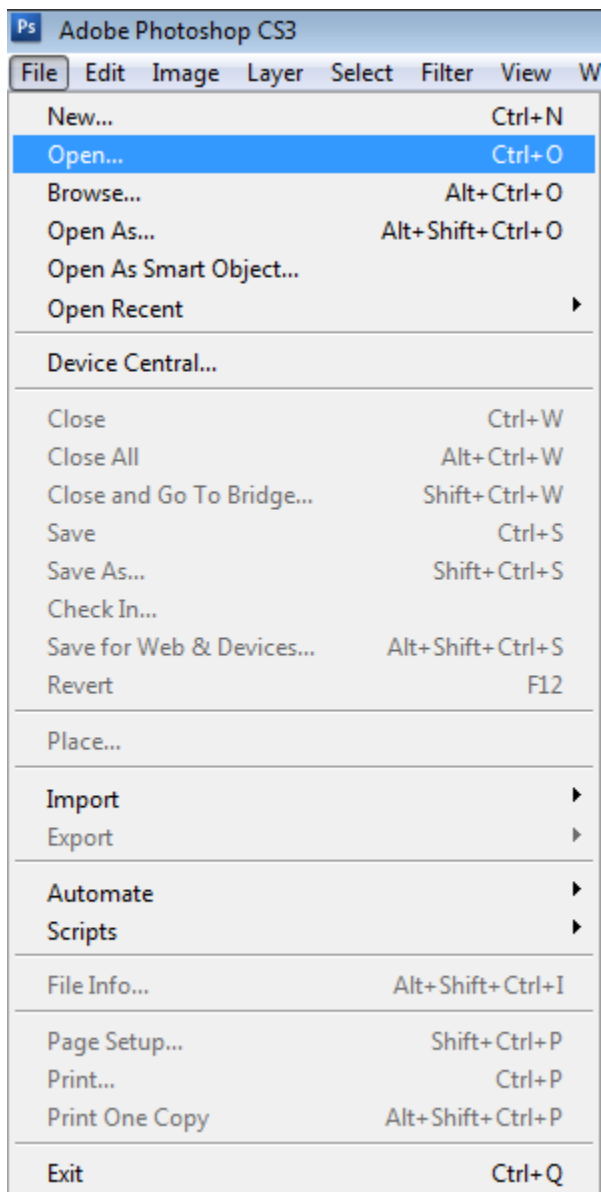 Ps Adobe Photoshop CS3
File Edit Image Layer Select Filter View W
New... Ctrl+N
Open... Ctrl+O
Browse... Alt+Ctrl+O
Open As... Alt+Shift+Ctrl+O
Open As Smart Object...
Open Recent
Device Central...
Close Ctrl+W
Close All Alt+Ctrl+W
Close and Go To Bridge... Shift+Ctrl+W
Save Ctrl+S
Save As... Shift+Ctrl+S
Check In...
Save for Web & Devices... Alt+Shift+Ctrl+S
Revert F12
Place...
Import
Export
Automate
Scripts
File Info... Alt+Shift+Ctrl+I
Page Setup... Shift+Ctrl+P
Print... Ctrl+P
Print One Copy Alt+Shift+Ctrl+P
Exit Ctrl+Q